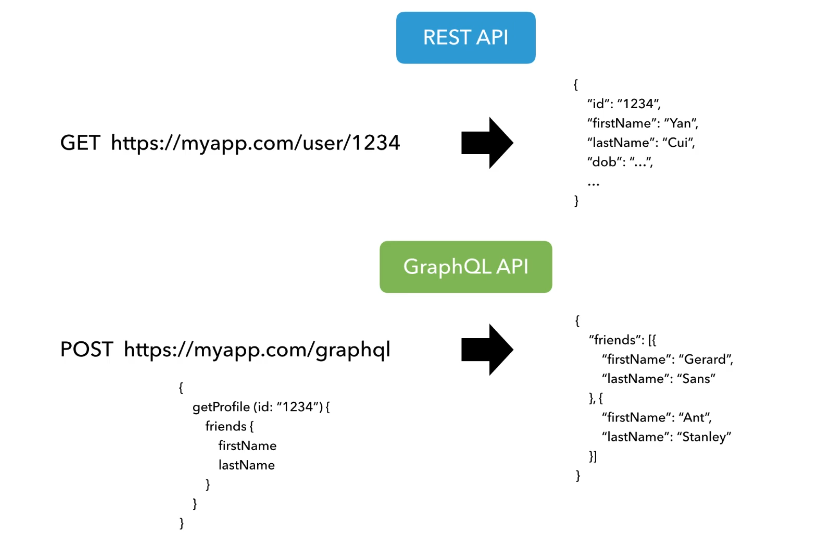 REST API
GET https://myapp.com/user/1234
{
“id”: “1234”,
“firstName”: “Yan”,
“lastName”: “Cui”,
“dob”: “...”,
...
}
GraphQL API
POST https://myapp.com/graphql
{
getProfile (id: “1234”) {
friends {
firstName
lastName
}
}
}
{
“friends”: [{
“firstName”: “Gerard”,
“lastName”: “Sans”
}, {
“firstName”: “Ant”,
“lastName”: “Stanley”
}]
}